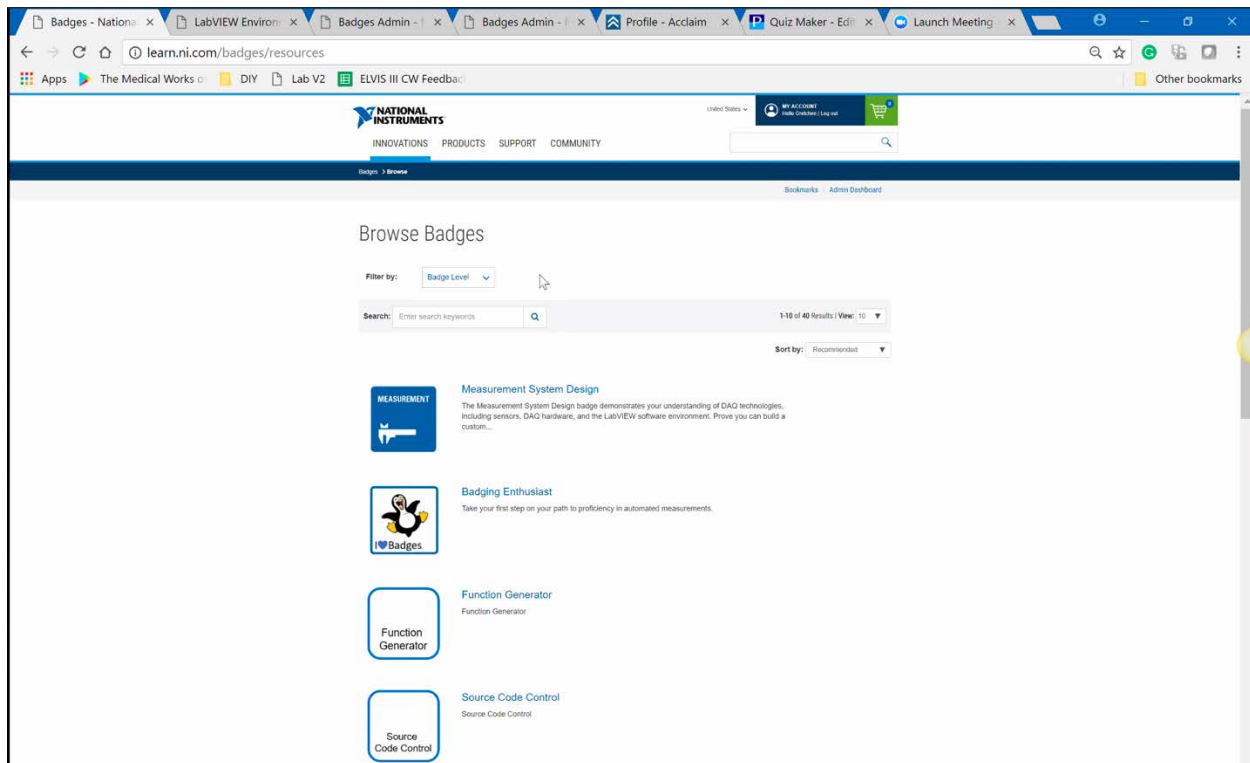 Badges - Nationa
LabVIEW Environ
Badges Admin -
Badges Admin -
Profile - Acclaim
Quiz Maker - Edi
Launch Meeting
learn.ni.com/badges/resources
Apps
The Medical Works o
DIY
Lab V2
ELVIS III CW Feedbac
Other bookmarks
NATIONAL
INSTRUMENTS
United States
MY ACCOUNT
Hello Gretchen | Log out
0
INNOVATIONS PRODUCTS SUPPORT COMMUNITY
Badges > Browse
Bookmarks Admin Dashboard
Browse Badges
Filter by: Badge Level
Search: Enter search keywords
1-10 of 40 Results | View: 10
Sort by: Recommended
MEASUREMENT
Measurement System Design
The Measurement System Design badge demonstrates your understanding of DAQ technologies,
including sensors, DAQ hardware, and the LabVIEW software environment. Prove you can build a
custom...
I Badges
Badging Enthusiast
Take your first step on your path to proficiency in automated measurements.
Function
Generator
Function Generator
Function Generator
Source
Code Control
Source Code Control
Source Code Control